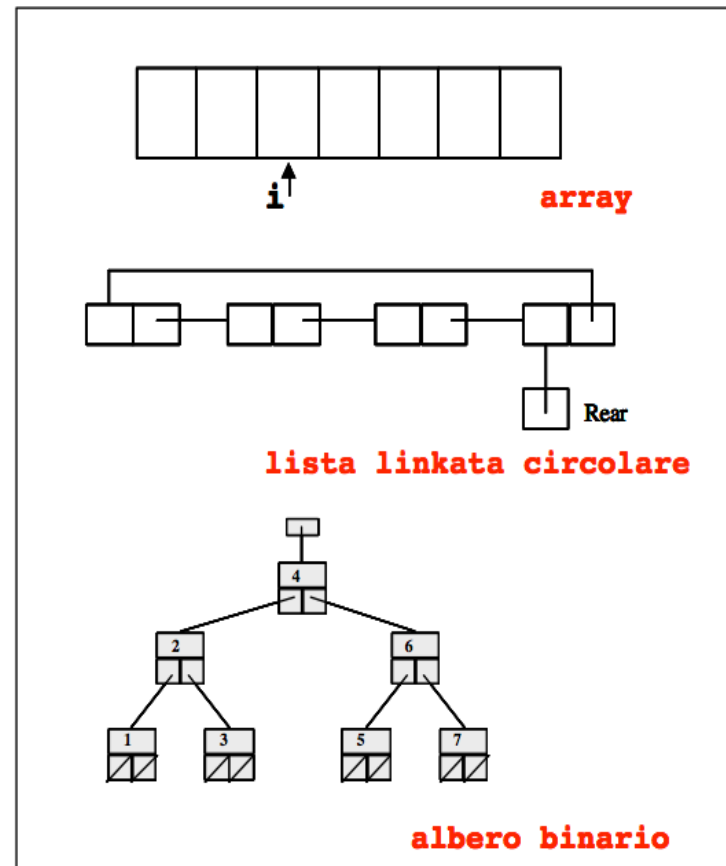 i
array
Rear
lista linkata circolare
4
2 6
1 3 5 7
albero binario